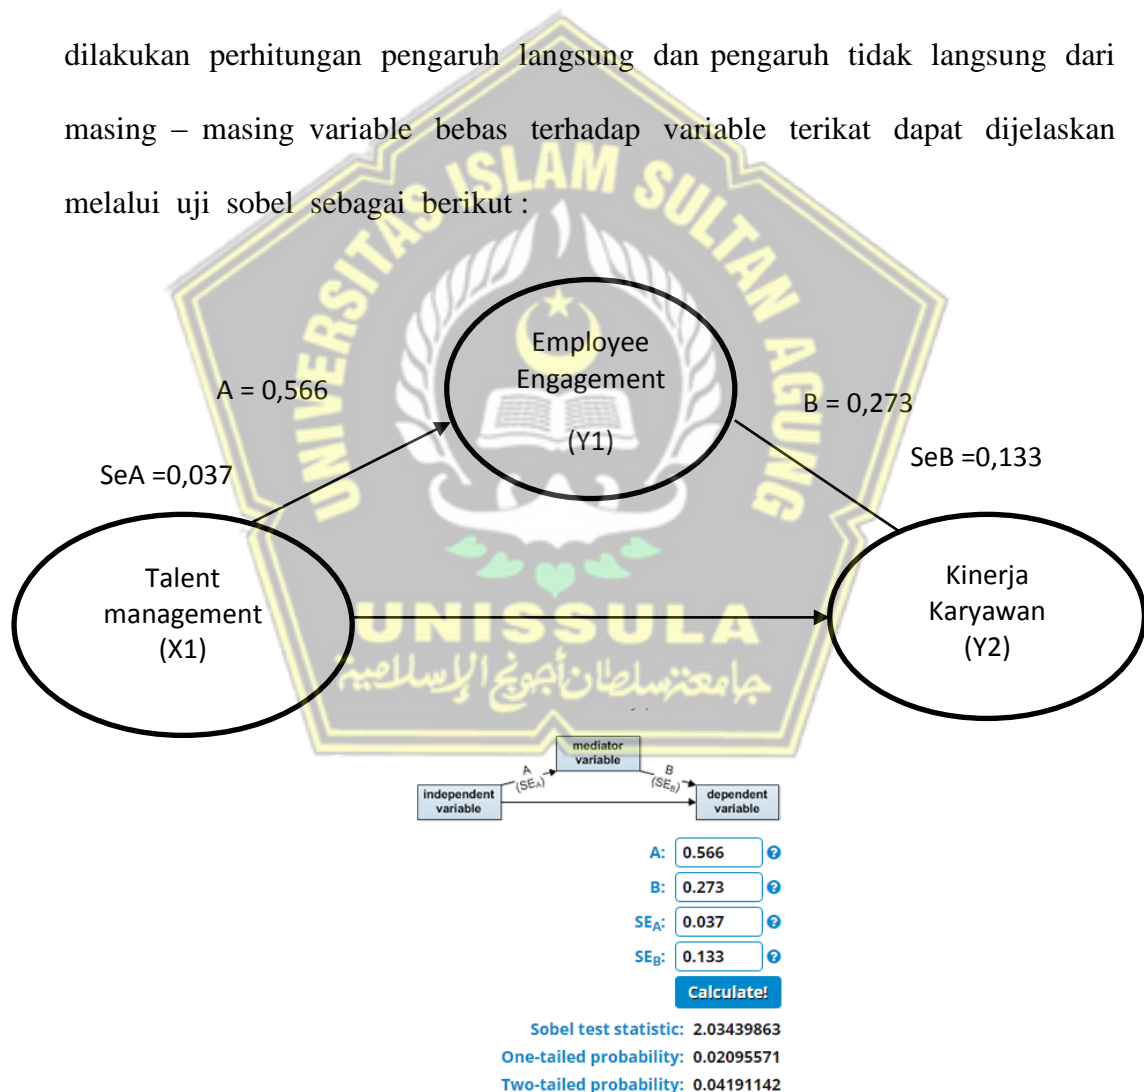 dilakukan perhitungan pengaruh langsung dan pengaruh tidak langsung dari
masing – masing variable bebas terhadap variable terikat dapat dijelaskan
melalui uji sobel sebagai berikut :
UNIVERSITAS ISLAM SULTAN AGUNG
Employee
Engagement
(Y1)
A = 0,566
B = 0,273
SeA =0,037
SeB =0,133
Talent
management
(X1)
Kinerja
Karyawan
(Y2)
UNISSULA
جامعة سلطان أجونج الإسلامية
mediator
variable
A
(SEA)
B
(SEB)
independent
variable
dependent
variable
A: 0.566
B: 0.273
SEA: 0.037
SEB: 0.133
Calculate!
Sobel test statistic: 2.03439863
One-tailed probability: 0.02095571
Two-tailed probability: 0.04191142